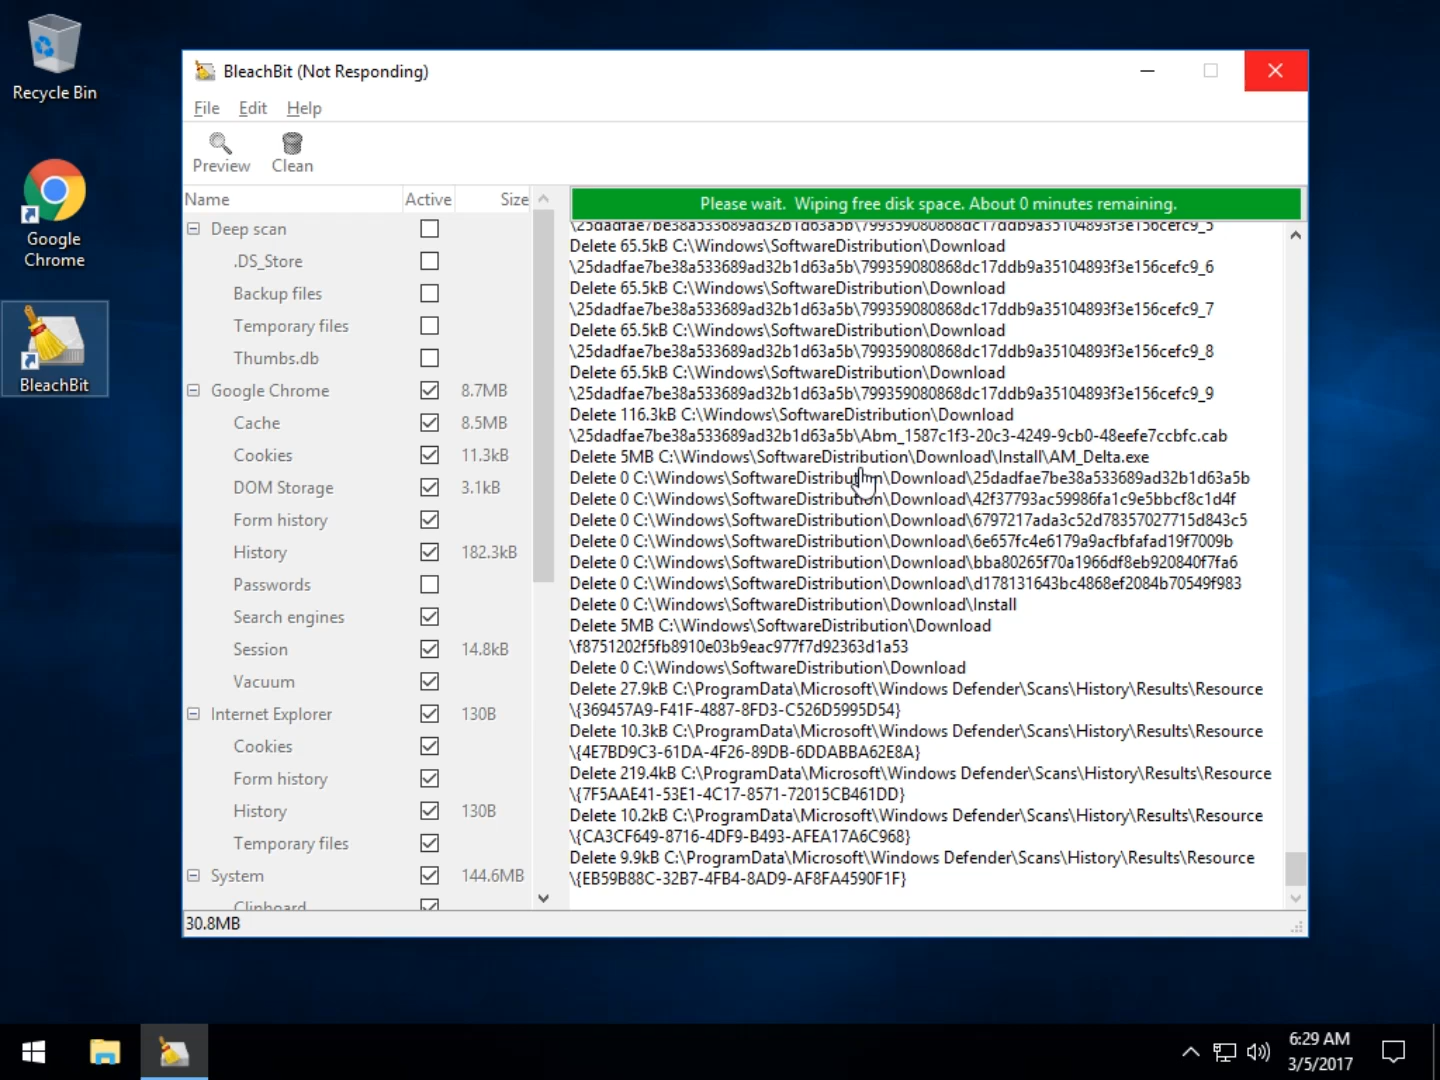 Recycle Bin
Google
Chrome
BleachBit
BleachBit (Not Responding)
File Edit Help
Preview Clean
Name Active Size
Deep scan
.DS_Store
Backup files
Temporary files
Thumbs.db
Google Chrome 8.7MB
Cache 8.5MB
Cookies 11.3kB
DOM Storage 3.1kB
Form history
History 182.3kB
Passwords
Search engines
Session 14.8kB
Vacuum
Internet Explorer 130B
Cookies
Form history
History 130B
Temporary files
System 144.6MB
Clipboard
30.8MB
Please wait. Wiping free disk space. About 0 minutes remaining.
\25dadfae7be38a533689ad32b1d63a5b\799359080868dc17ddb9a35104893f3e156cefc9_5
Delete 65.5kB C:\Windows\SoftwareDistribution\Download
\25dadfae7be38a533689ad32b1d63a5b\799359080868dc17ddb9a35104893f3e156cefc9_6
Delete 65.5kB C:\Windows\SoftwareDistribution\Download
\25dadfae7be38a533689ad32b1d63a5b\799359080868dc17ddb9a35104893f3e156cefc9_7
Delete 65.5kB C:\Windows\SoftwareDistribution\Download
\25dadfae7be38a533689ad32b1d63a5b\799359080868dc17ddb9a35104893f3e156cefc9_8
Delete 65.5kB C:\Windows\SoftwareDistribution\Download
\25dadfae7be38a533689ad32b1d63a5b\799359080868dc17ddb9a35104893f3e156cefc9_9
Delete 116.3kB C:\Windows\SoftwareDistribution\Download
\25dadfae7be38a533689ad32b1d63a5b\Abm_1587c1f3-20c3-4249-9cb0-48eefe7ccbfc.cab
Delete 5MB C:\Windows\SoftwareDistribution\Download\Install\AM_Delta.exe
Delete 0 C:\Windows\SoftwareDistribution\Download\25dadfae7be38a533689ad32b1d63a5b
Delete 0 C:\Windows\SoftwareDistribution\Download\42f37793ac59986fa1c9e5bbcf8c1d4f
Delete 0 C:\Windows\SoftwareDistribution\Download\6797217ada3c52d78357027715d843c5
Delete 0 C:\Windows\SoftwareDistribution\Download\6e657fc4e6179a9acfbfafad19f7009b
Delete 0 C:\Windows\SoftwareDistribution\Download\bba80265f70a1966df8eb920840f7fa6
Delete 0 C:\Windows\SoftwareDistribution\Download\d178131643bc4868ef2084b70549f983
Delete 0 C:\Windows\SoftwareDistribution\Download\Install
Delete 5MB C:\Windows\SoftwareDistribution\Download
\f8751202f5fb8910e03b9eac977f7d92363d1a53
Delete 0 C:\Windows\SoftwareDistribution\Download
Delete 27.9kB C:\ProgramData\Microsoft\Windows Defender\Scans\History\Results\Resource
\{369457A9-F41F-4887-8FD3-C526D5995D54}
Delete 10.3kB C:\ProgramData\Microsoft\Windows Defender\Scans\History\Results\Resource
\{4E7BD9C3-61DA-4F26-89DB-6DDABBA62E8A}
Delete 219.4kB C:\ProgramData\Microsoft\Windows Defender\Scans\History\Results\Resource
\{7F5AAE41-53E1-4C17-8571-72015CB461DD}
Delete 10.2kB C:\ProgramData\Microsoft\Windows Defender\Scans\History\Results\Resource
\{CA3CF649-8716-4DF9-B493-AFEA17A6C968}
Delete 9.9kB C:\ProgramData\Microsoft\Windows Defender\Scans\History\Results\Resource
\{EB59B88C-32B7-4FB4-8AD9-AF8FA4590F1F}
6:29 AM
3/5/2017